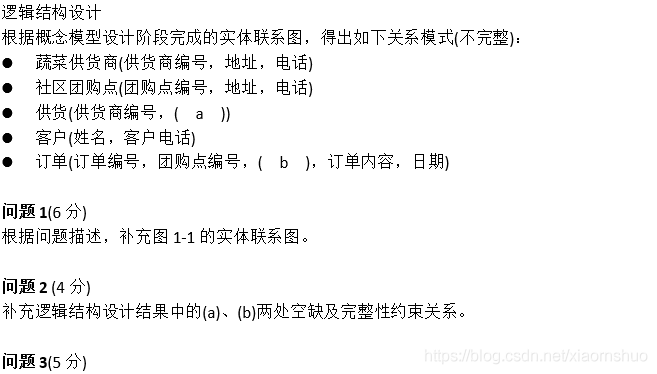 逻辑结构设计
根据概念模型设计阶段完成的实体联系图，得出如下关系模式(不完整)：
● 蔬菜供货商(供货商编号，地址，电话)
● 社区团购点(团购点编号，地址，电话)
● 供货(供货商编号，( a ))
● 客户(姓名，客户电话)
● 订单(订单编号，团购点编号，( b )，订单内容，日期)
问题 1(6 分)
根据问题描述，补充图 1-1 的实体联系图。
问题 2 (4 分)
补充逻辑结构设计结果中的(a)、(b)两处空缺及完整性约束关系。
问题 3(5 分)
https://blog.csdn.net/xiaornshuo